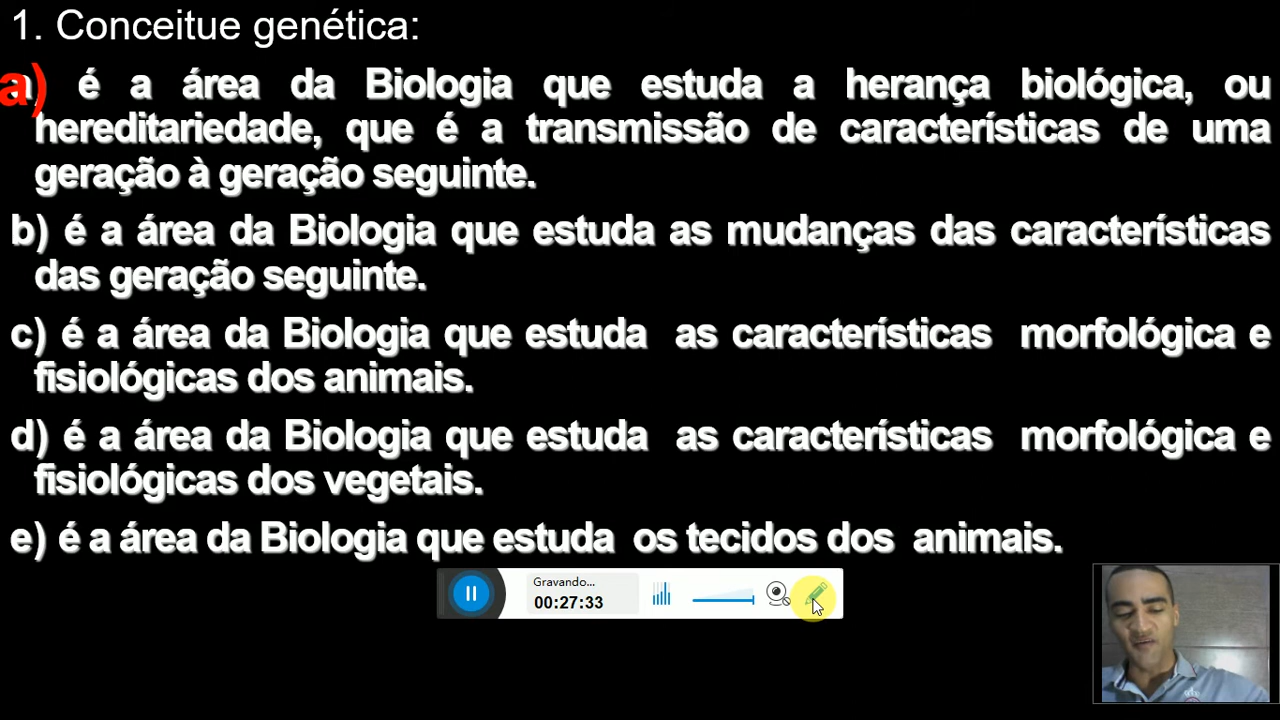 1. Conceitue genética:
a) é a área da Biologia que estuda a herança biológica, ou
hereditariedade, que é a transmissão de características de uma
geração à geração seguinte.
b) é a área da Biologia que estuda as mudanças das características
das geração seguinte.
c) é a área da Biologia que estuda as características morfológica e
fisiológicas dos animais.
d) é a área da Biologia que estuda as características morfológica e
fisiológicas dos vegetais.
e) é a área da Biologia que estuda os tecidos dos animais.
Gravando...
00:27:33